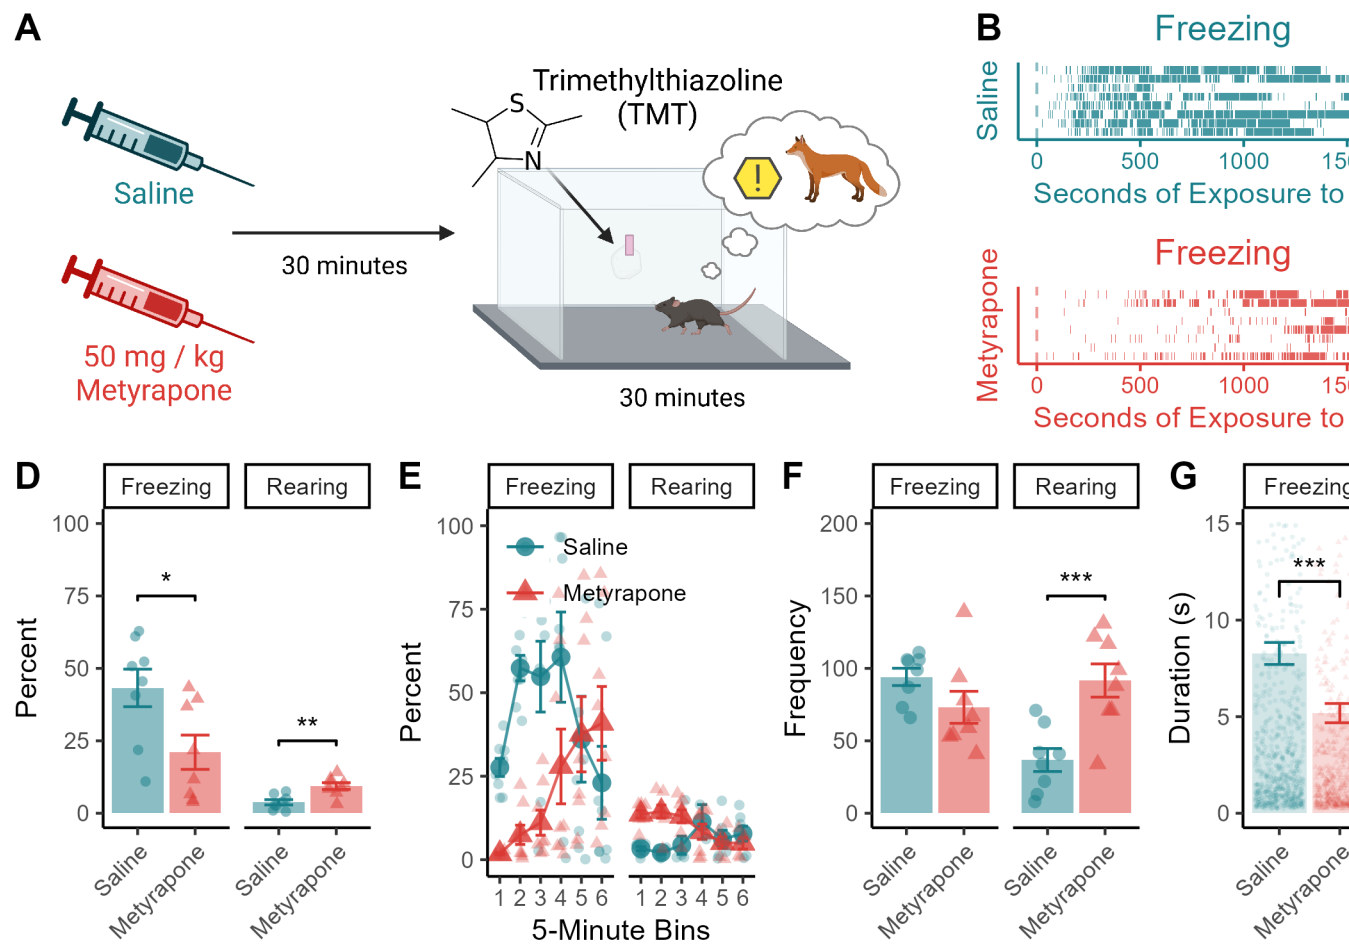 A
Saline
50 mg / kg
Metyrapone
30 minutes
Trimethylthiazoline
(TMT)
S
N
!
30 minutes
B
Freezing
Saline
0 500 1000 150
Seconds of Exposure to
Freezing
Metyrapone
0 500 1000 150
Seconds of Exposure to
D
Freezing Rearing
Percent
100
75
50
25
0
*
**
Saline Metyrapone Saline Metyrapone
E
Freezing Rearing
Percent
100
75
50
25
0
Saline
Metyrapone
1 2 3 4 5 6 1 2 3 4 5 6
5-Minute Bins
F
Freezing Rearing
Frequency
200
150
100
50
0
***
Saline Metyrapone Saline Metyrapone
G
Freezing
Duration (s)
15
10
5
0
***
Saline Metyrapone